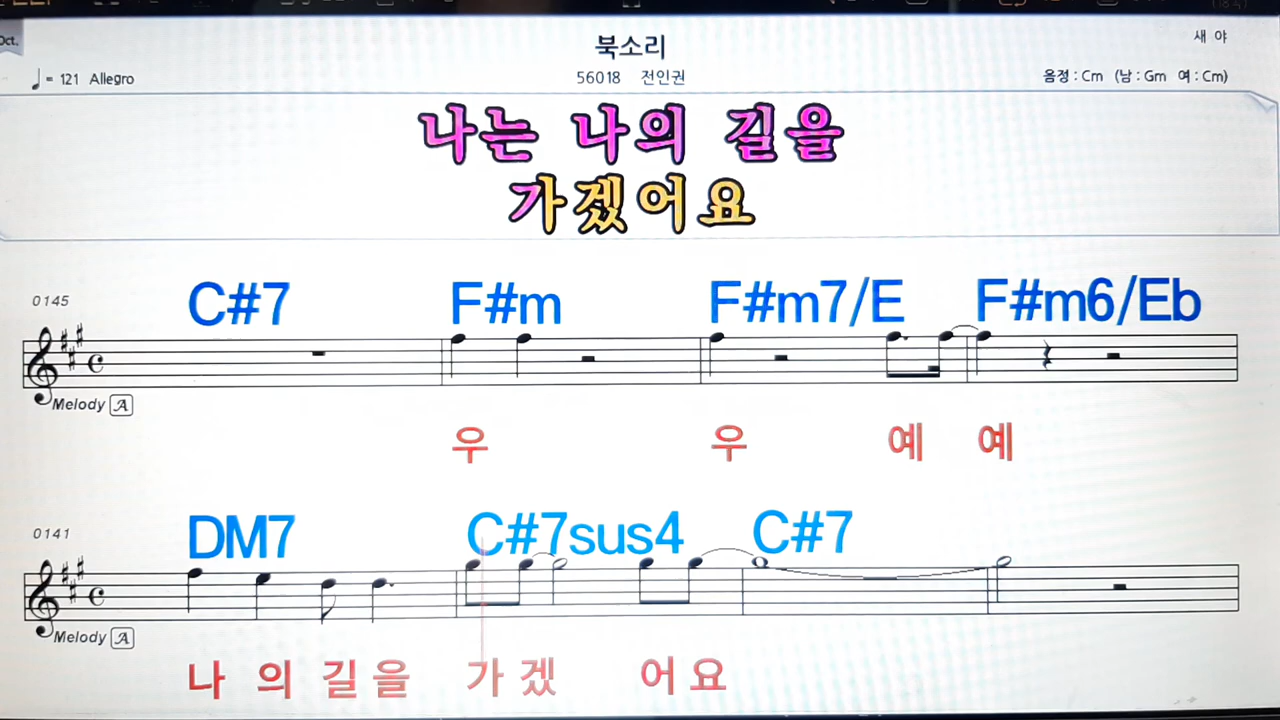 Oct.
북소리
새 야
♩= 121 Allegro
56018 전인권
음정 : Cm (남 : Gm 여 : Cm)
나는 나의 길을
가겠어요
0145
C#7 F#m F#m7/E F#m6/Eb
Melody A
우 우 예 예
0141
DM7 C#7sus4 C#7
Melody A
나 의 길 을 가 겠 어 요